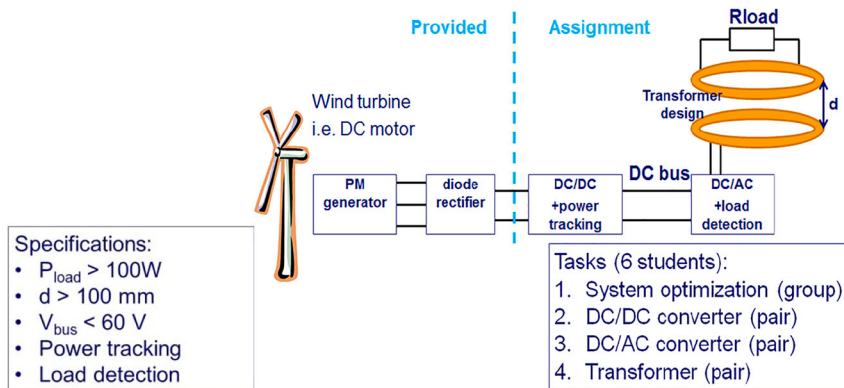 Provided
Assignment
Rload
Transformer
design
d
Wind turbine
i.e. DC motor
PM
generator
diode
rectifier
DC/DC
+power
tracking
DC bus
DC/AC
+load
detection
Specifications:
• Pload > 100W
• d > 100 mm
• Vbus < 60 V
• Power tracking
• Load detection
Tasks (6 students):
1. System optimization (group)
2. DC/DC converter (pair)
3. DC/AC converter (pair)
4. Transformer (pair)